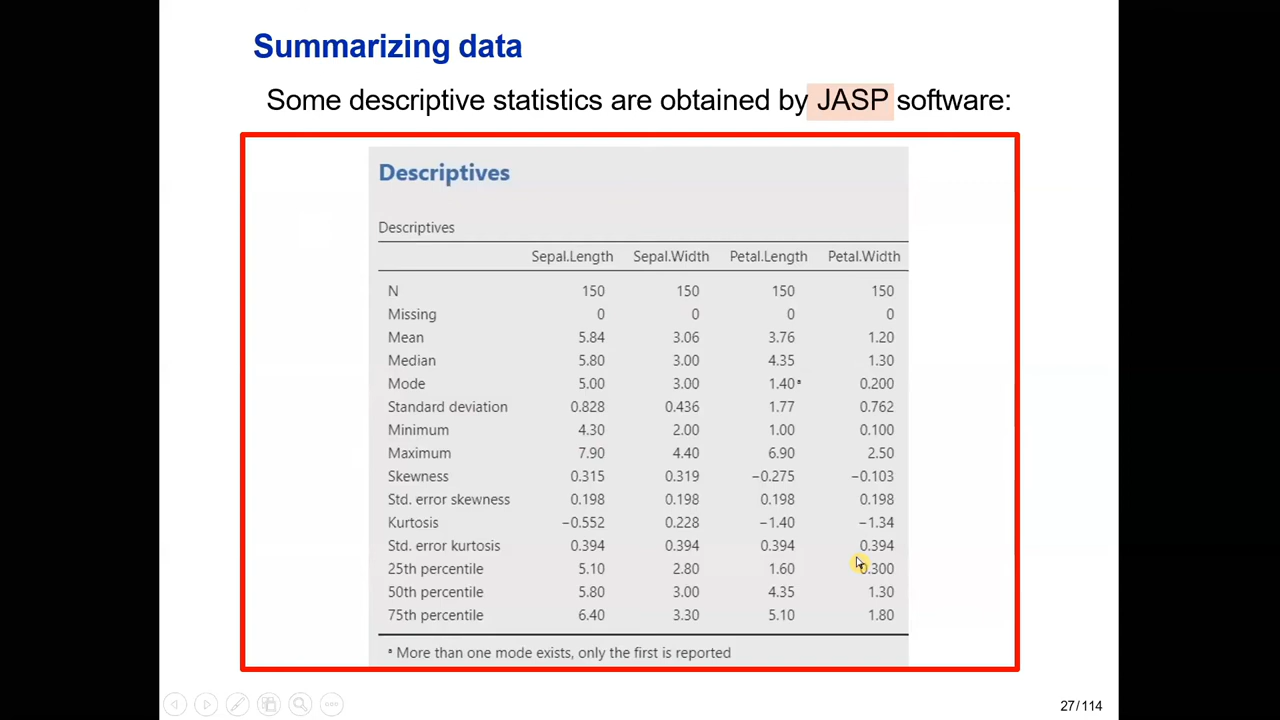 Summarizing data
Some descriptive statistics are obtained by JASP software:
Descriptives
Descriptives
Sepal.Length Sepal.Width Petal.Length Petal.Width
N 150 150 150 150
Missing 0 0 0 0
Mean 5.84 3.06 3.76 1.20
Median 5.80 3.00 4.35 1.30
Mode 5.00 3.00 1.40ᵃ 0.200
Standard deviation 0.828 0.436 1.77 0.762
Minimum 4.30 2.00 1.00 0.100
Maximum 7.90 4.40 6.90 2.50
Skewness 0.315 0.319 −0.275 −0.103
Std. error skewness 0.198 0.198 0.198 0.198
Kurtosis −0.552 0.228 −1.40 −1.34
Std. error kurtosis 0.394 0.394 0.394 0.394
25th percentile 5.10 2.80 1.60 0.300
50th percentile 5.80 3.00 4.35 1.30
75th percentile 6.40 3.30 5.10 1.80
ᵃ More than one mode exists, only the first is reported
27/114